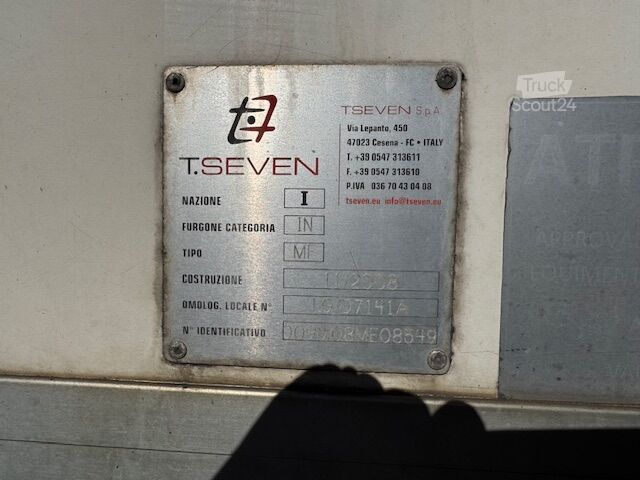 Truck
Scout24
T.SEVEN
TSEVEN S.p.A.
Via Lepanto, 450
47023 Cesena - FC • ITALY
T. +39 0547 313611
F. +39 0547 313610
P.IVA 036 70 43 04 08
tseven.eu info@tseven.eu
NAZIONE I
FURGONE CATEGORIA IN
TIPO MF
COSTRUZIONE
OMOLOG. LOCALE N°
N° IDENTIFICATIVO